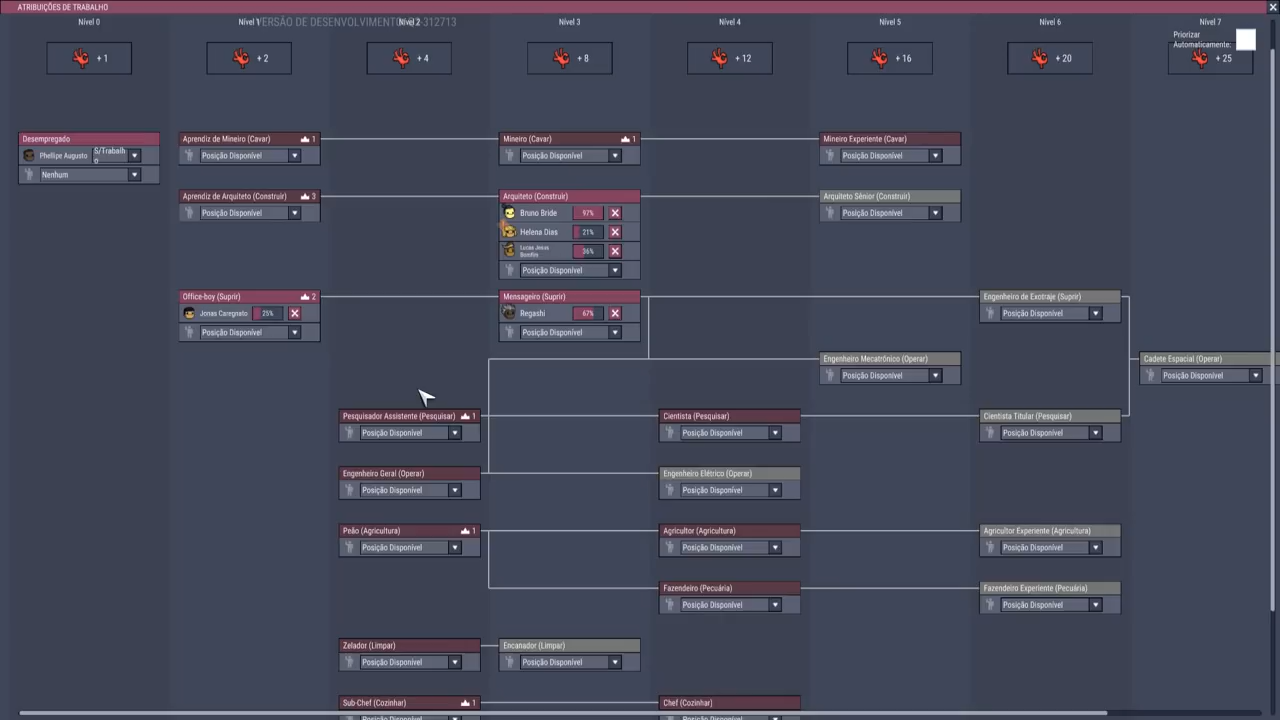 ATRIBUIÇÕES DE TRABALHO
VERSÃO DE DESENVOLVIMENTO
-312713
Nível 0
Nível 1
Nível 2
Nível 3
Nível 4
Nível 5
Nível 6
Nível 7
Priorizar
Automaticamente:
+ 1
+ 2
+ 4
+ 8
+ 12
+ 16
+ 20
+ 25
Desempregado
Phellipe Augusto
S/Trabalh
o
Nenhum
Aprendiz de Mineiro (Cavar) 1
Posição Disponível
Mineiro (Cavar) 1
Posição Disponível
Mineiro Experiente (Cavar)
Posição Disponível
Aprendiz de Arquiteto (Construir) 3
Posição Disponível
Arquiteto (Construir)
Bruno Bride 97%
Helena Dias 21%
Lucas Jesus
Bomfim
36%
Posição Disponível
Arquiteto Sênior (Construir)
Posição Disponível
Office-boy (Suprir) 2
Jonas Caregnato 25%
Posição Disponível
Mensageiro (Suprir)
Regashi 67%
Posição Disponível
Engenheiro de Exotraje (Suprir)
Posição Disponível
Engenheiro Mecatrônico (Operar)
Posição Disponível
Cadete Espacial (Operar)
Posição Disponível
Pesquisador Assistente (Pesquisar) 1
Posição Disponível
Cientista (Pesquisar)
Posição Disponível
Cientista Titular (Pesquisar)
Posição Disponível
Engenheiro Geral (Operar)
Posição Disponível
Engenheiro Elétrico (Operar)
Posição Disponível
Peão (Agricultura) 1
Posição Disponível
Agricultor (Agricultura)
Posição Disponível
Agricultor Experiente (Agricultura)
Posição Disponível
Fazendeiro (Pecuária)
Posição Disponível
Fazendeiro Experiente (Pecuária)
Posição Disponível
Zelador (Limpar)
Posição Disponível
Encanador (Limpar)
Posição Disponível
Sub-Chef (Cozinhar) 1
Chef (Cozinhar)